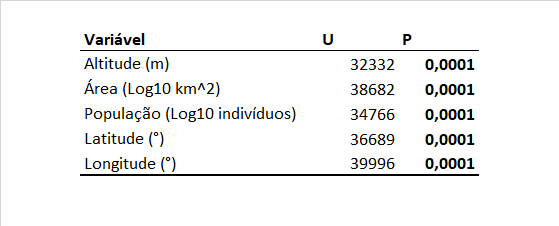 Variável U P
Altitude (m) 32332 0,0001
Área (Log10 km^2) 38682 0,0001
População (Log10 indivíduos) 34766 0,0001
Latitude (°) 36689 0,0001
Longitude (°) 39996 0,0001